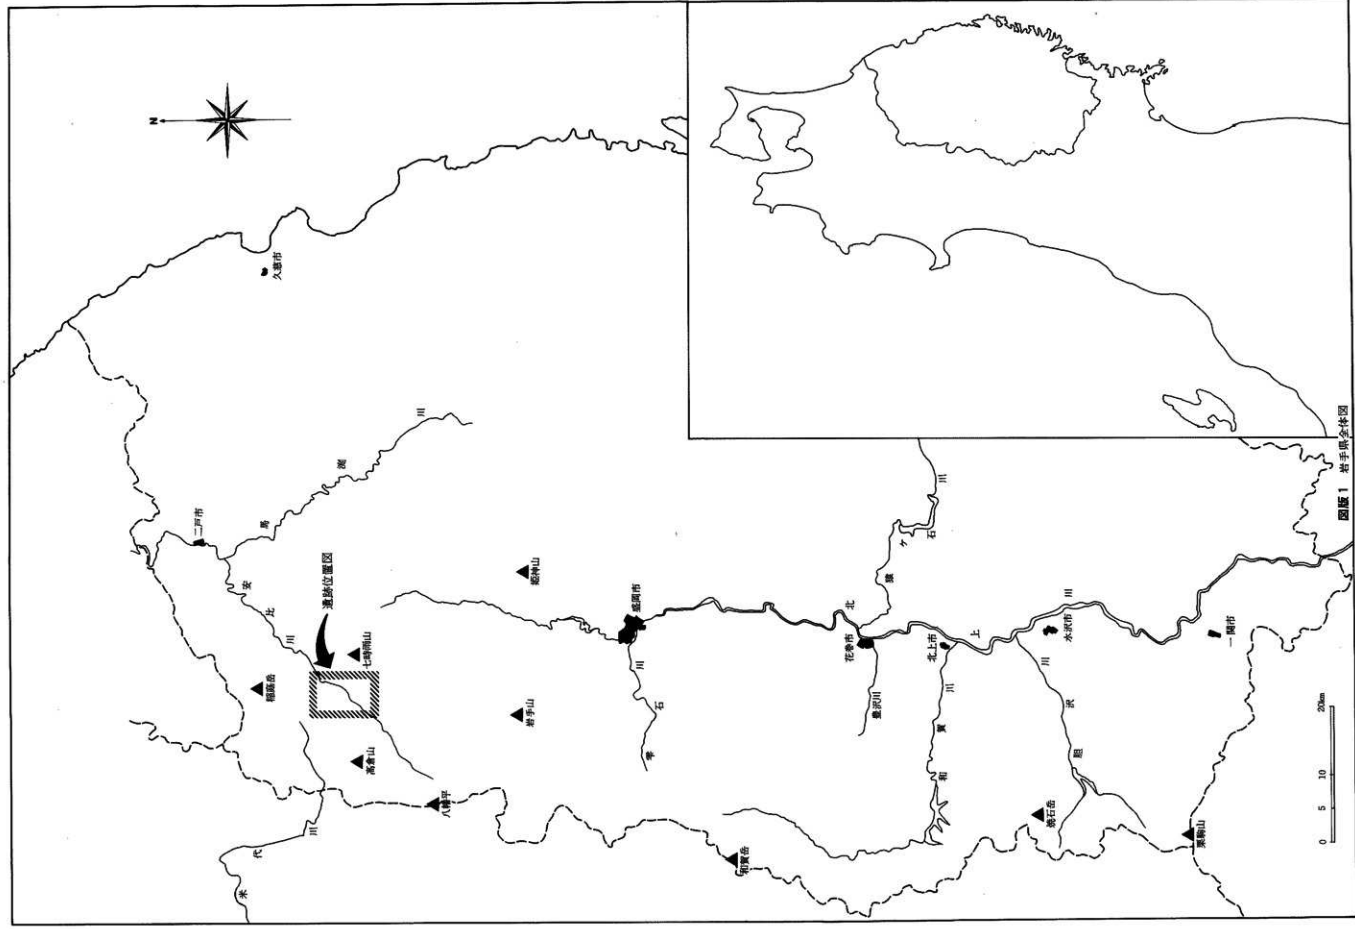 N
久慈市
二戸市
馬淵川
安比川
遺跡位置図
稲庭岳
七時雨山
高倉山
八幡平
米代川
姫神山
岩手山
盛岡市
雫石川
和賀岳
花巻市
豊沢川
猿ケ石川
北上川
北上市
和賀川
水沢市
胆沢川
焼石岳
栗駒山
一関市
0 5 10 20km
図版1 岩手県全体図